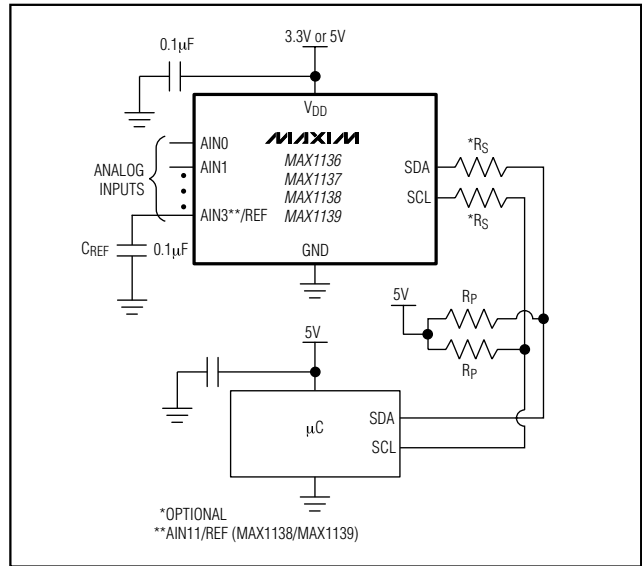 3.3V or 5V
0.1µF
VDD
MAXIM
AIN0
AIN1
ANALOG
INPUTS
AIN3**/REF
MAX1136
MAX1137
MAX1138
MAX1139
SDA
SCL
*RS
*RS
CREF
0.1µF
GND
5V
RP
RP
5V
µC
SDA
SCL
*OPTIONAL
**AIN11/REF (MAX1138/MAX1139)